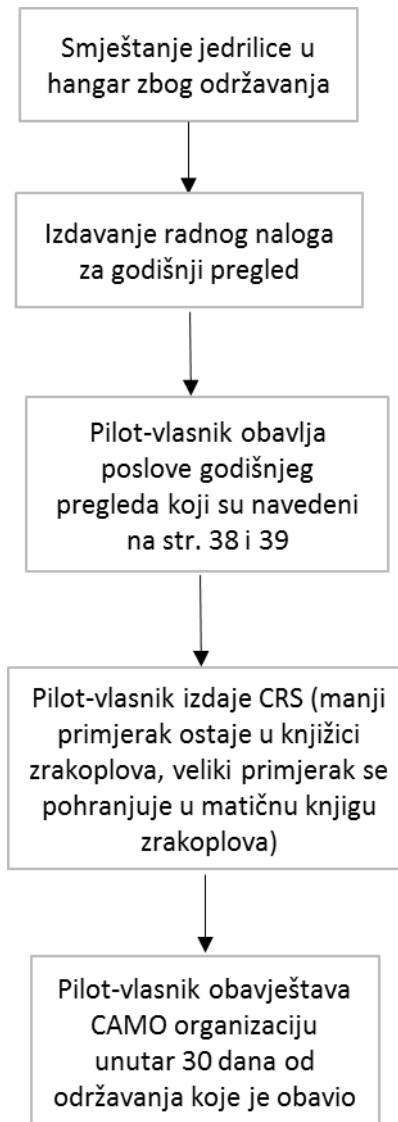 Smještanje jedrilice u
hangar zbog održavanja
Izdavanje radnog naloga
za godišnji pregled
Pilot-vlasnik obavlja
poslove godišnjeg
pregleda koji su navedeni
na str. 38 i 39
Pilot-vlasnik izdaje CRS (manji
primjerak ostaje u knjižici
zrakoplova, veliki primjerak se
pohranjuje u matičnu knjigu
zrakoplova)
Pilot-vlasnik obavještava
CAMO organizaciju
unutar 30 dana od
održavanja koje je obavio